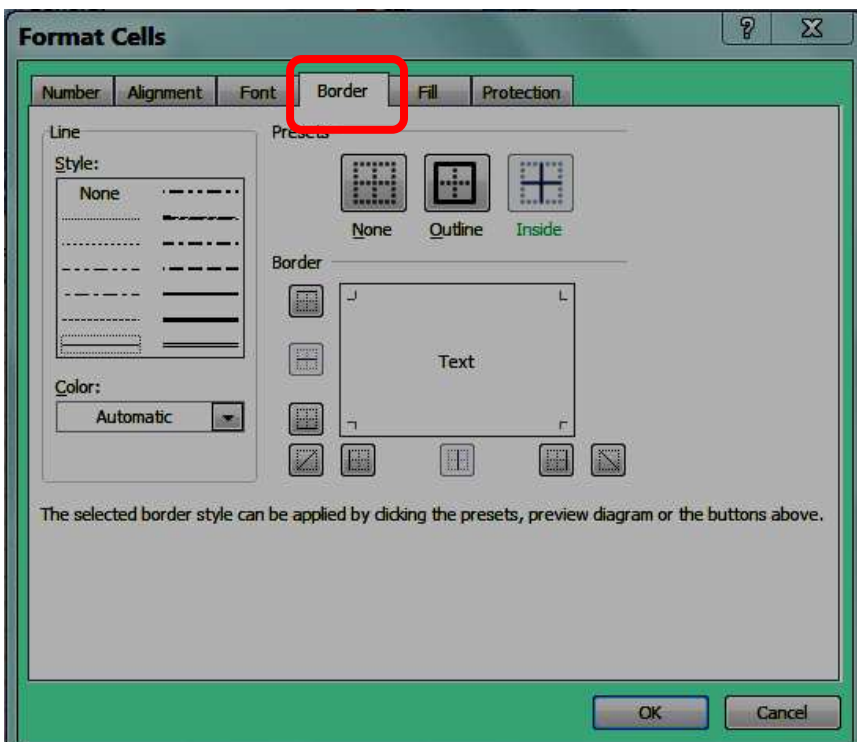 Format Cells
Number Alignment Font Border Fill Protection
Line
Style:
None
Color:
Automatic
Presets
None Outline Inside
Border
Text
The selected border style can be applied by clicking the presets, preview diagram or the buttons above.
OK Cancel